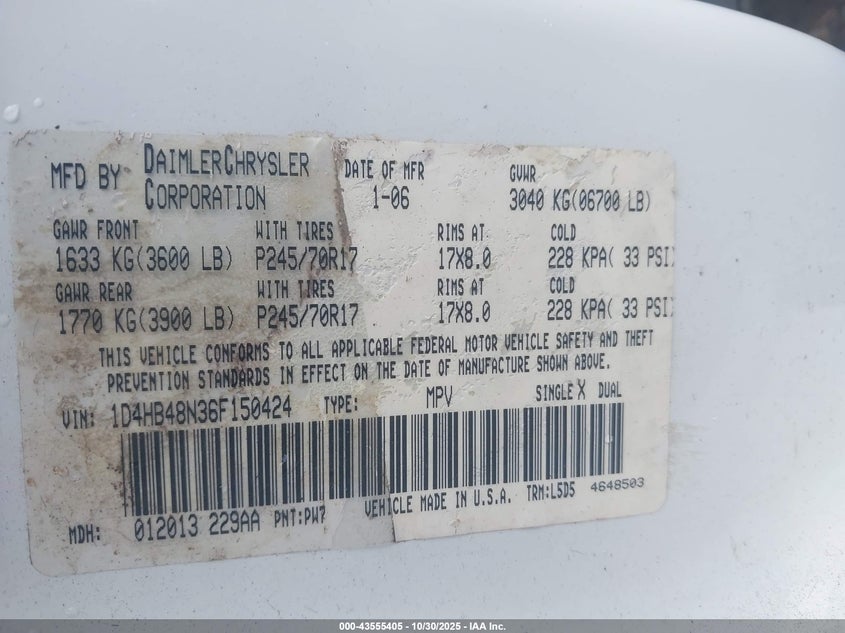 MFD BY DAIMLERCHRYSLER CORPORATION DATE OF MFR 1-06 GVWR 3040 KG(06700 LB)
GAWR FRONT WITH TIRES RIMS AT COLD
1633 KG(3600 LB) P245/70R17 17X8.0 228 KPA( 33 PSI)
GAWR REAR WITH TIRES RIMS AT COLD
1770 KG(3900 LB) P245/70R17 17X8.0 228 KPA( 33 PSI)
THIS VEHICLE CONFORMS TO ALL APPLICABLE FEDERAL MOTOR VEHICLE SAFETY AND THEFT
PREVENTION STANDARDS IN EFFECT ON THE DATE OF MANUFACTURE SHOWN ABOVE.
VIN: 1D4HB48N36F150424 TYPE: MPV SINGLE X DUAL
MDH: 012013 229AA PNT:PW7 VEHICLE MADE IN U.S.A. TRM:L5D5 4648503
000-43555405 - 10/30/2025 - IAA Inc.